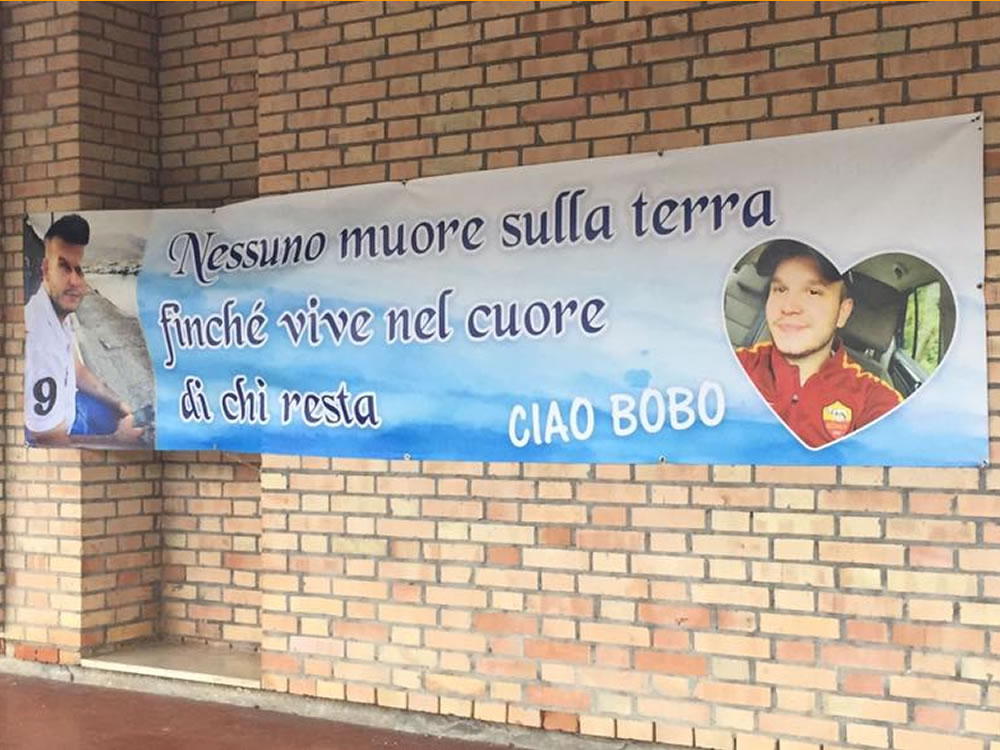 Nessuno muore sulla terra
finché vive nel cuore
di chi resta
CIAO BOBO
9